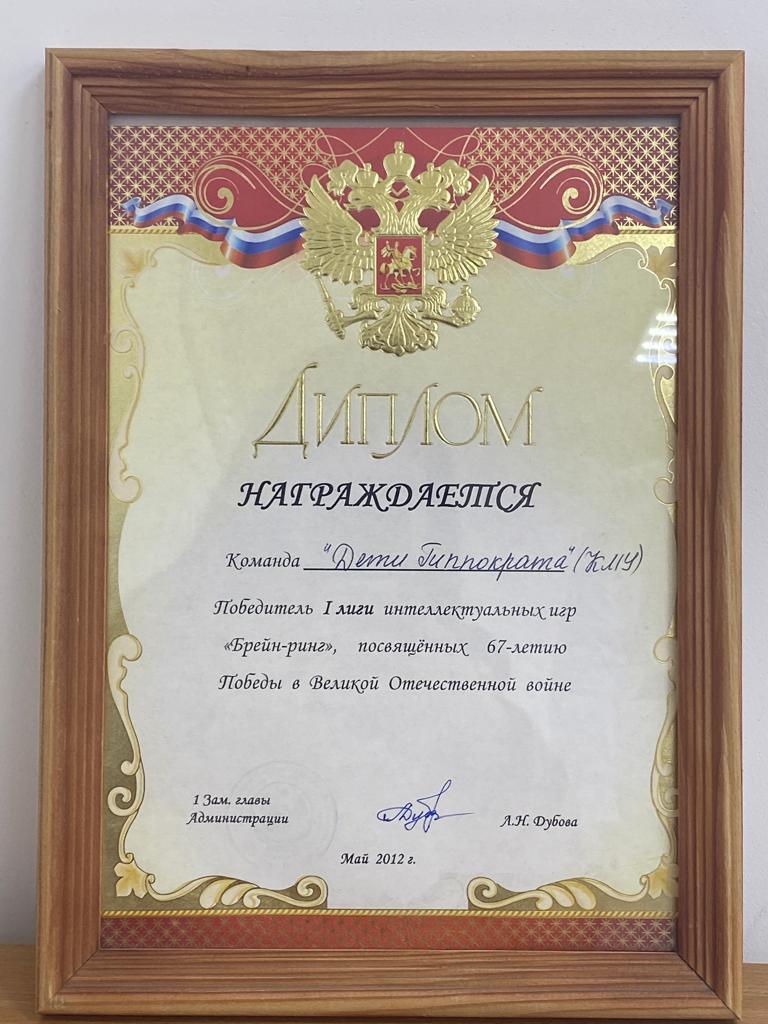 Диплом
НАГРАЖДАЕТСЯ
Команда "Дети Гиппократа" (КМУ)
Победитель I лиги интеллектуальных игр
«Брейн-ринг», посвящённых 67-летию
Победы в Великой Отечественной войне
1 Зам. главы
Администрации
Л.Н. Дубова
Май 2012 г.